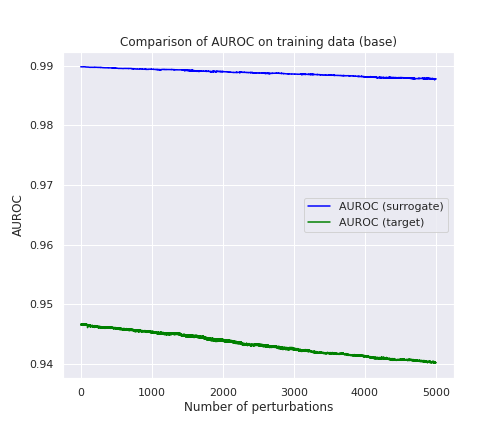 Comparison of AUROC on training data (base)
0.99
0.98
0.97
0.96
0.95
0.94
AUROC
AUROC (surrogate)
AUROC (target)
0 1000 2000 3000 4000 5000
Number of perturbations